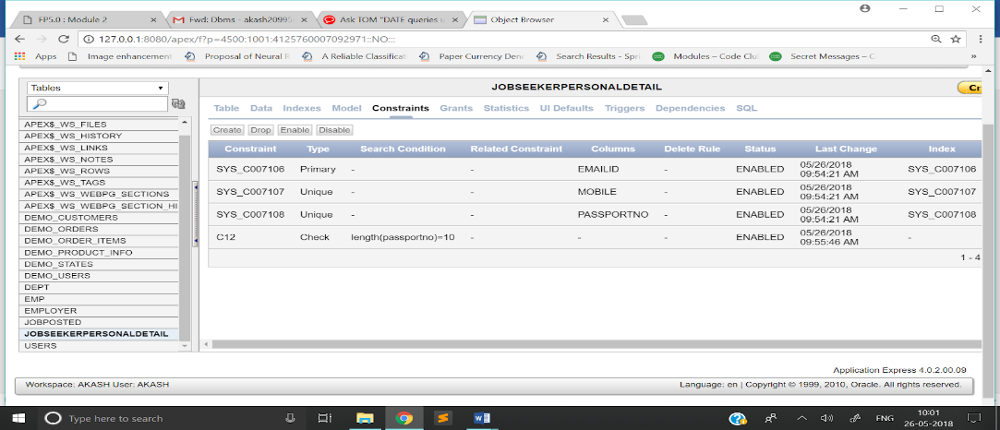 FP5.0 : Module 2
Fwd: Dbms - akash2099
Ask TOM "DATE queries
Object Browser
127.0.0.1:8080/apex/f?p=4500:1001:4125760007092971::NO:::
Apps Image enhancement Proposal of Neural A Reliable Classificat Paper Currency Den Search Results - Spri Modules – Code Clu Secret Messages – C »
Tables
JOBSEEKERPERSONALDETAIL
Cr
Table Data Indexes Model Constraints Grants Statistics UI Defaults Triggers Dependencies SQL
Create Drop Enable Disable
Constraint Type Search Condition Related Constraint Columns Delete Rule Status Last Change Index
SYS_C007106 Primary - - EMAILID - ENABLED 05/26/2018 09:54:21 AM SYS_C007106
SYS_C007107 Unique - - MOBILE - ENABLED 05/26/2018 09:54:21 AM SYS_C007107
SYS_C007108 Unique - - PASSPORTNO - ENABLED 05/26/2018 09:54:21 AM SYS_C007108
C12 Check length(passportno)=10 - - - ENABLED 05/26/2018 09:55:46 AM -
1 - 4
APEX$_WS_FILES
APEX$_WS_HISTORY
APEX$_WS_LINKS
APEX$_WS_NOTES
APEX$_WS_ROWS
APEX$_WS_TAGS
APEX$_WS_WEBPG_SECTIONS
APEX$_WS_WEBPG_SECTION_HI
DEMO_CUSTOMERS
DEMO_ORDERS
DEMO_ORDER_ITEMS
DEMO_PRODUCT_INFO
DEMO_STATES
DEMO_USERS
DEPT
EMP
EMPLOYER
JOBPOSTED
JOBSEEKERPERSONALDETAIL
USERS
Application Express 4.0.2.00.09
Workspace: AKASH User: AKASH
Language: en | Copyright © 1999, 2010, Oracle. All rights reserved.
Type here to search
ENG
10:01
26-05-2018